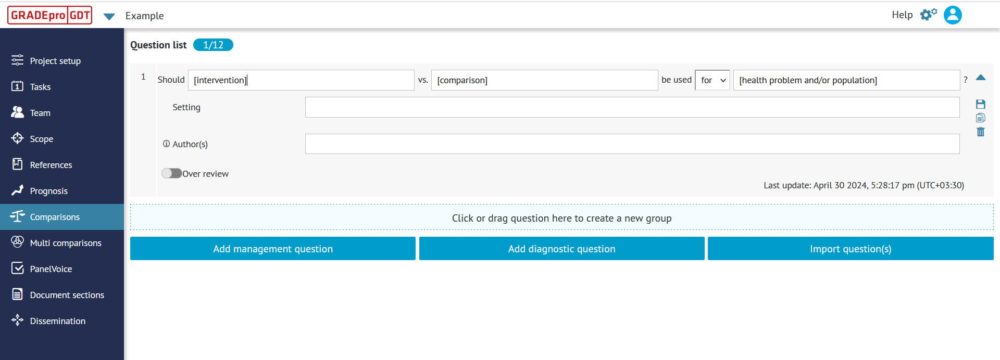 GRADEpro GDT
Example
Help
Project setup
Tasks
Team
Scope
References
Prognosis
Comparisons
Multi comparisons
PanelVoice
Document sections
Dissemination
Question list 1/12
1 Should [intervention] vs. [comparison] be used for [health problem and/or population] ?
Setting
Author(s)
Over review
Last update: April 30 2024, 5:28:17 pm (UTC+03:30)
Click or drag question here to create a new group
Add management question Add diagnostic question Import question(s)